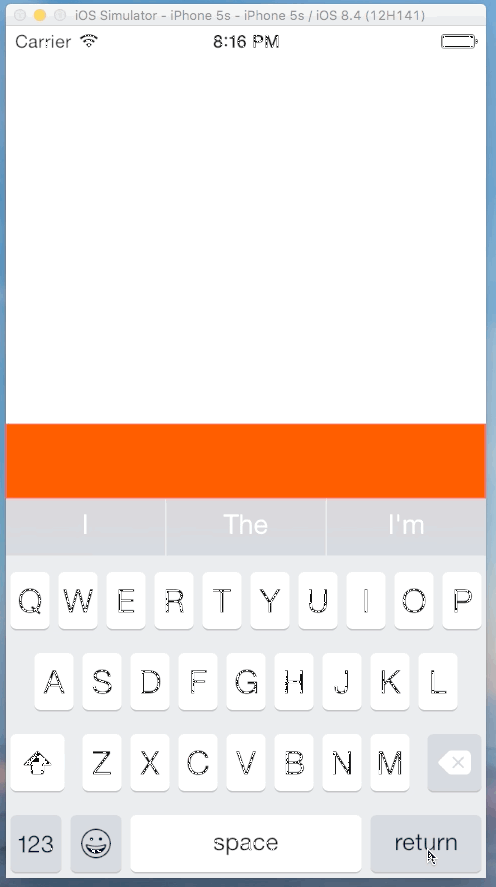 iOS Simulator - iPhone 5s - iPhone 5s / iOS 8.4 (12H141)
Carrier 8:16 PM
I The I'm
Q W E R T Y U I O P
A S D F G H J K L
Z X C V B N M
123 space return